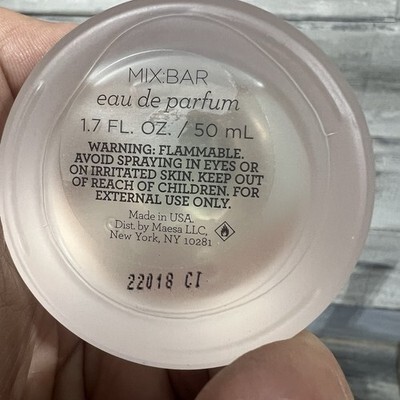 MIX:BAR
eau de parfum
1.7 FL. OZ. / 50 mL
WARNING: FLAMMABLE.
AVOID SPRAYING IN EYES OR
ON IRRITATED SKIN. KEEP OUT
OF REACH OF CHILDREN. FOR
EXTERNAL USE ONLY.
Made in USA.
Dist. by Maesa LLC,
New York, NY 10281
22018 CI